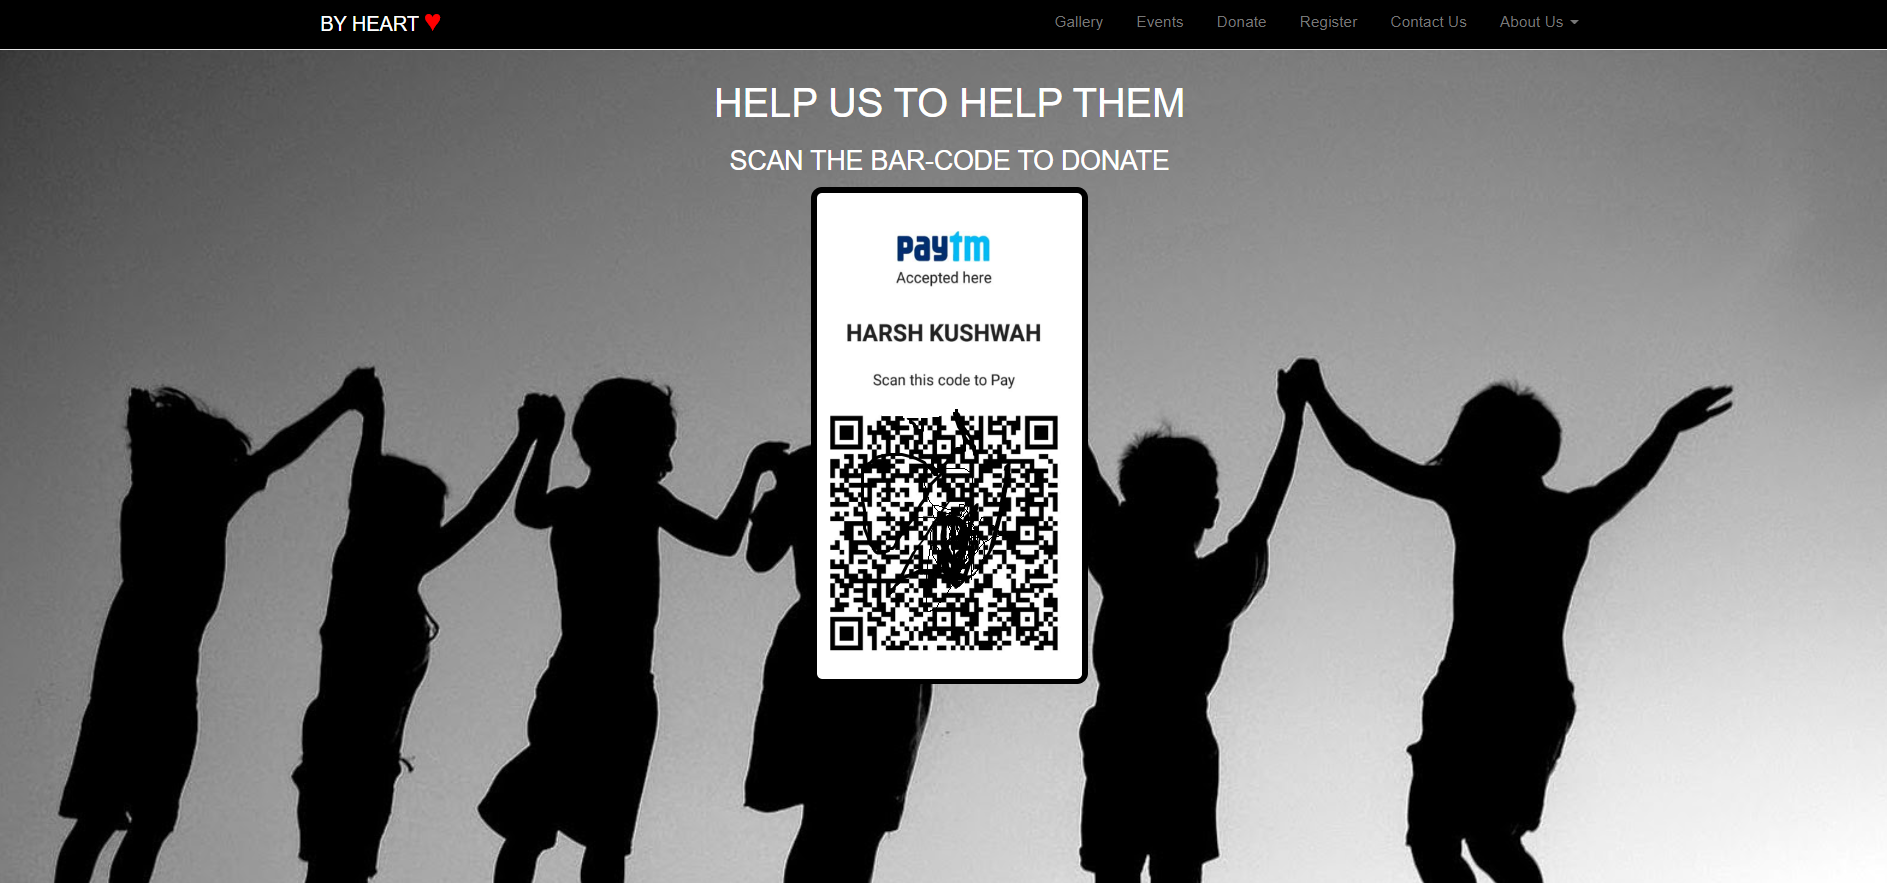 BY HEART ♥
Gallery Events Donate Register Contact Us About Us
HELP US TO HELP THEM
SCAN THE BAR-CODE TO DONATE
paytm
Accepted here
HARSH KUSHWAH
Scan this code to Pay